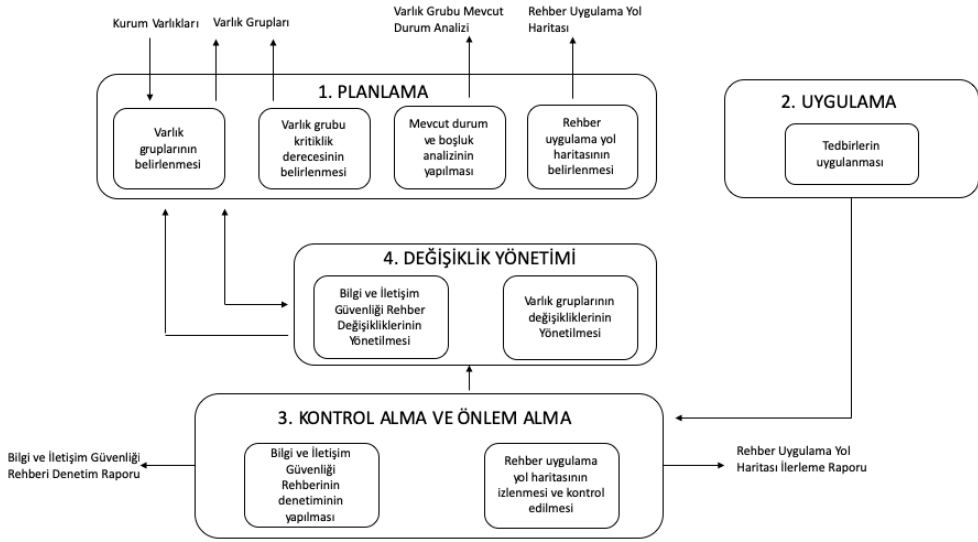 Kurum Varlıkları
Varlık Grupları
Varlık Grubu Mevcut
Durum Analizi
Rehber Uygulama Yol
Haritası
1. PLANLAMA
Varlık
gruplarının
belirlenmesi
Varlık grubu
kritiklik
derecesinin
belirlenmesi
Mevcut durum
ve boşluk
analizinin
yapılması
Rehber
uygulama yol
haritasının
belirlenmesi
2. UYGULAMA
Tedbirlerin
uygulanması
4. DEĞİŞİKLİK YÖNETİMİ
Bilgi ve İletişim
Güvenliği Rehber
Değişikliklerinin
Yönetilmesi
Varlık gruplarının
değişikliklerinin
Yönetilmesi
3. KONTROL ALMA VE ÖNLEM ALMA
Bilgi ve İletişim
Güvenliği
Rehberinin
denetiminin
yapılması
Rehber uygulama
yol haritasının
izlenmesi ve kontrol
edilmesi
Bilgi ve İletişim Güvenliği
Rehberi Denetim Raporu
Rehber Uygulama Yol
Haritası İlerleme Raporu